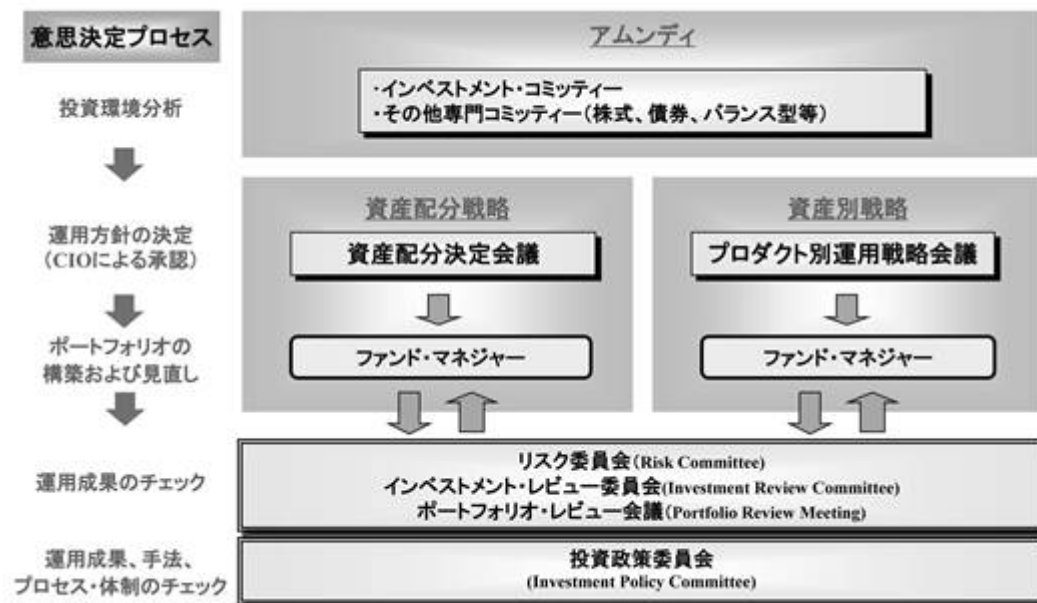 意思決定プロセス
アムンディ
投資環境分析
・インベストメント・コミッティー
・その他専門コミッティー(株式、債券、バランス型等)
運用方針の決定
(CIOによる承認)
資産配分戦略
資産配分決定会議
資産別戦略
プロダクト別運用戦略会議
ポートフォリオの
構築および見直し
ファンド・マネジャー
ファンド・マネジャー
運用成果のチェック
リスク委員会(Risk Committee)
インベストメント・レビュー委員会(Investment Review Committee)
ポートフォリオ・レビュー会議(Portfolio Review Meeting)
運用成果、手法、
プロセス・体制のチェック
投資政策委員会
(Investment Policy Committee)